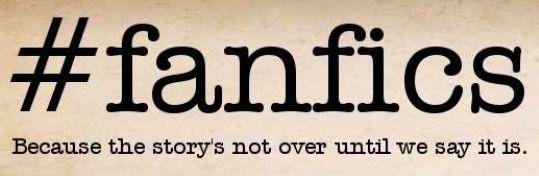 #fanfics
Because the story's not over until we say it is.